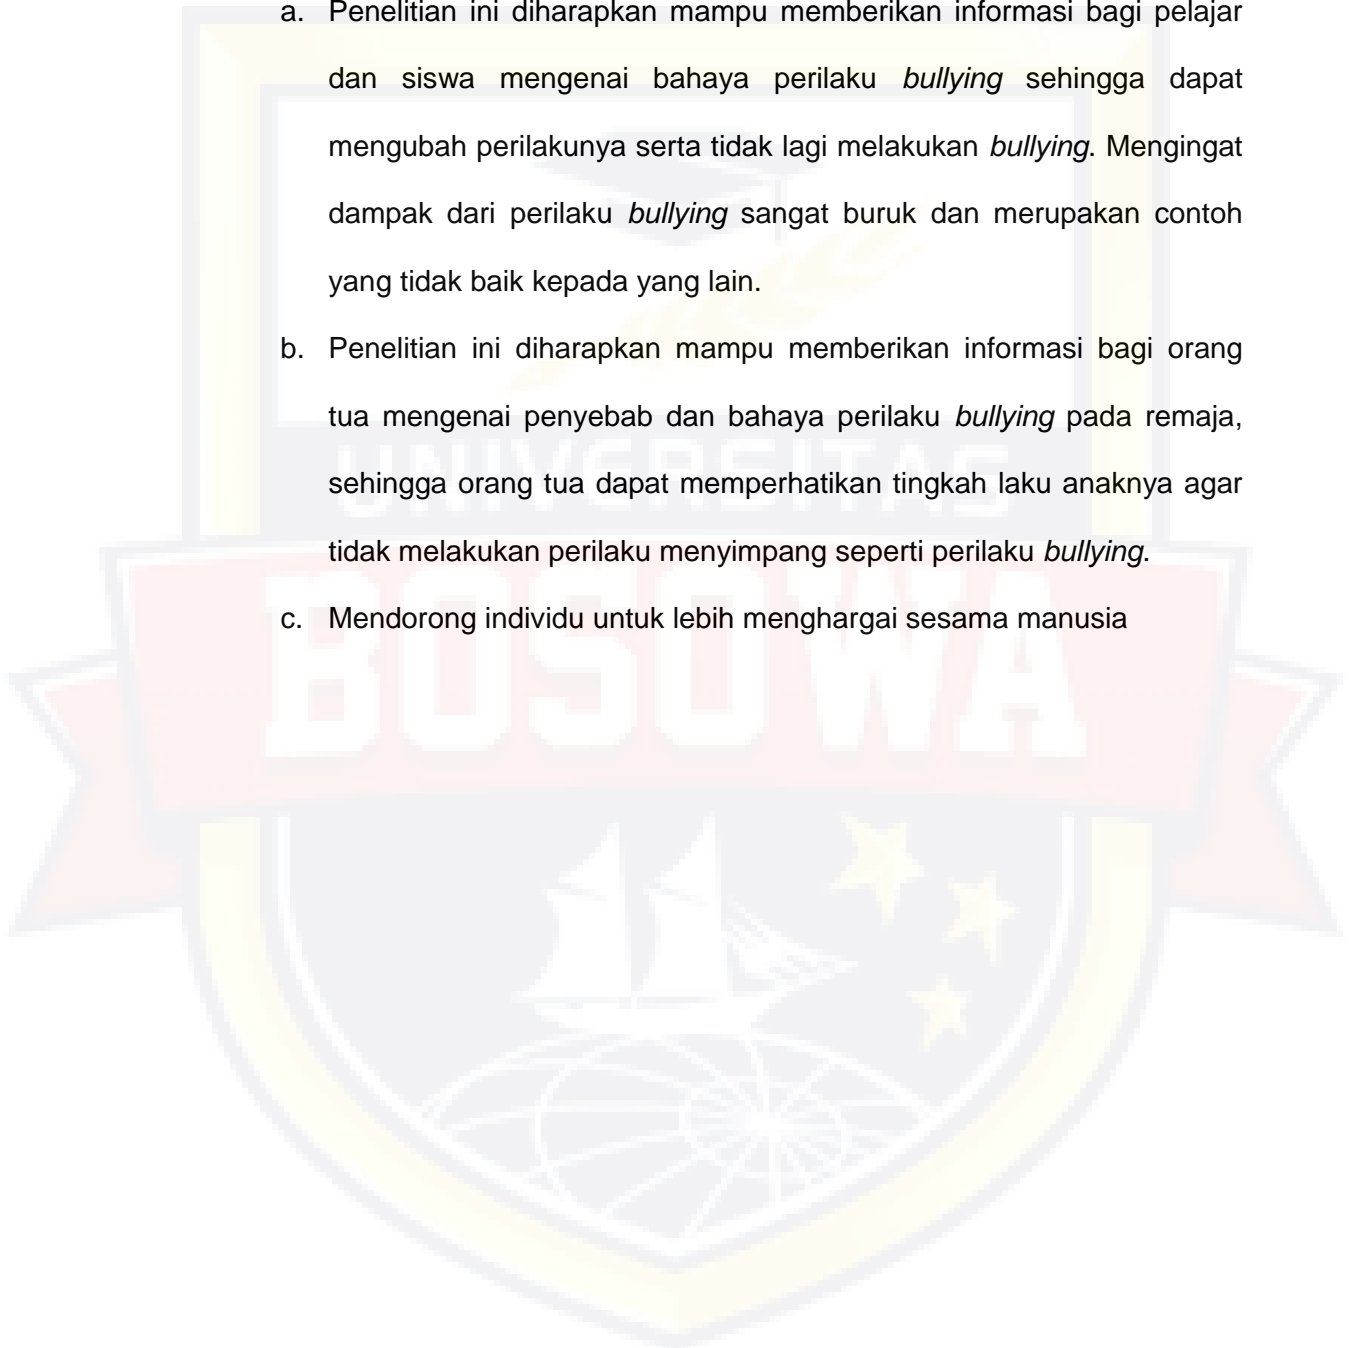 a. Penelitian ini diharapkan mampu memberikan informasi bagi pelajar
dan siswa mengenai bahaya perilaku bullying sehingga dapat
mengubah perilakunya serta tidak lagi melakukan bullying. Mengingat
dampak dari perilaku bullying sangat buruk dan merupakan contoh
yang tidak baik kepada yang lain.
b. Penelitian ini diharapkan mampu memberikan informasi bagi orang
tua mengenai penyebab dan bahaya perilaku bullying pada remaja,
UNIVERSITAS
sehingga orang tua dapat memperhatikan tingkah laku anaknya agar
tidak melakukan perilaku menyimpang seperti perilaku bullying.
c. Mendorong individu untuk lebih menghargai sesama manusia
BOSOWA